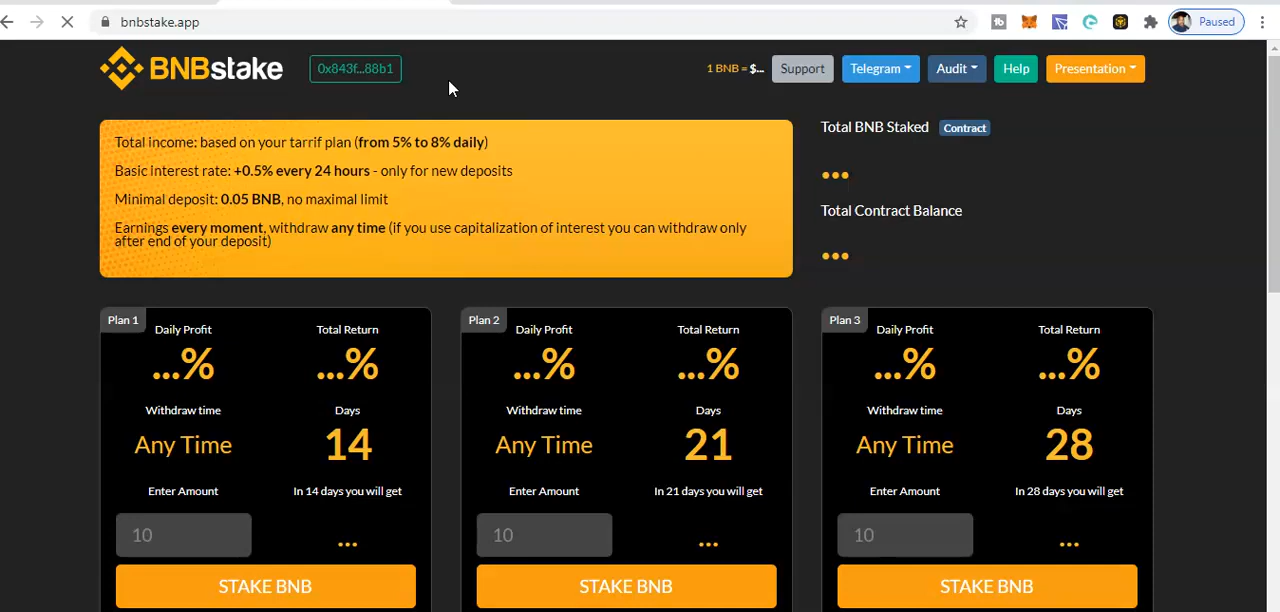 bnbstake.app
Paused
BNBstake
0x843f...88b1
1 BNB = $...
Support
Telegram
Audit
Help
Presentation
Total income: based on your tarrif plan (from 5% to 8% daily)
Basic interest rate: +0.5% every 24 hours - only for new deposits
Minimal deposit: 0.05 BNB, no maximal limit
Earnings every moment, withdraw any time (if you use capitalization of interest you can withdraw only
after end of your deposit)
Total BNB Staked Contract
...
Total Contract Balance
...
Plan 1
Daily Profit Total Return
...% ...%
Withdraw time Days
Any Time 14
Enter Amount In 14 days you will get
10 ...
STAKE BNB
Plan 2
Daily Profit Total Return
...% ...%
Withdraw time Days
Any Time 21
Enter Amount In 21 days you will get
10 ...
STAKE BNB
Plan 3
Daily Profit Total Return
...% ...%
Withdraw time Days
Any Time 28
Enter Amount In 28 days you will get
10 ...
STAKE BNB